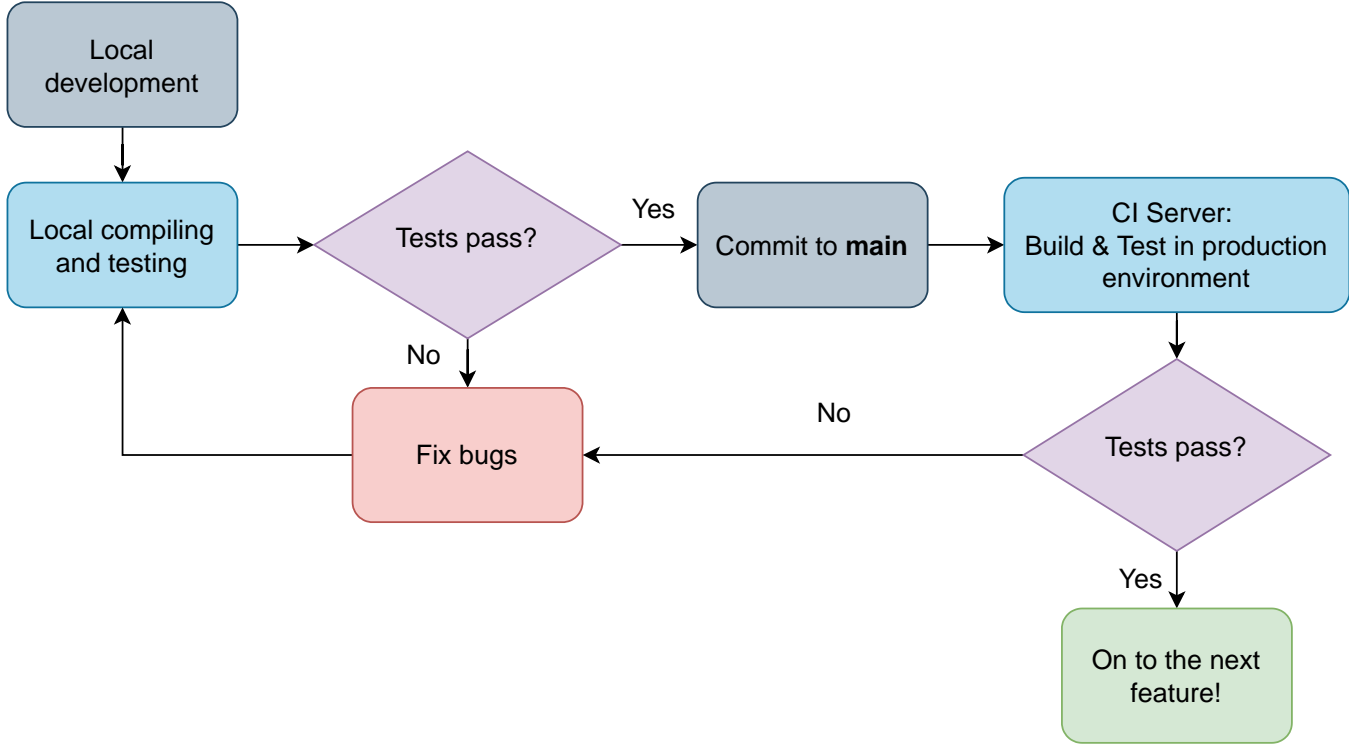 Local
development
Local compiling
and testing
Tests pass?
Yes
Commit to main
CI Server:
Build & Test in production
environment
No
Fix bugs
No
Tests pass?
Yes
On to the next
feature!